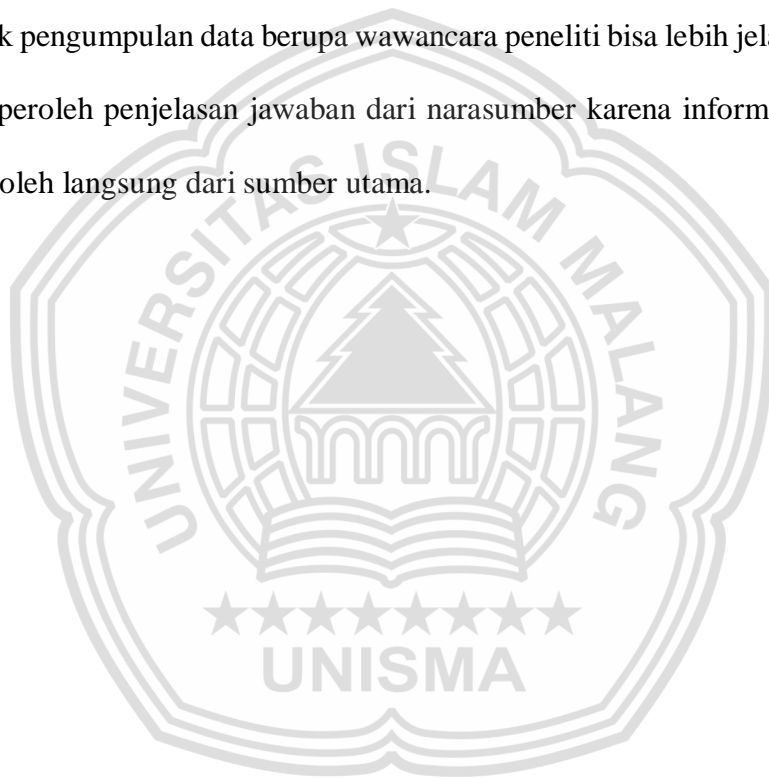 k pengumpulan data berupa wawancara peneliti bisa lebih jela
peroleh penjelasan jawaban dari narasumber karena inform
oleh langsung dari sumber utama.
UNIVERSITAS ISLAM MALANG
UNISMA